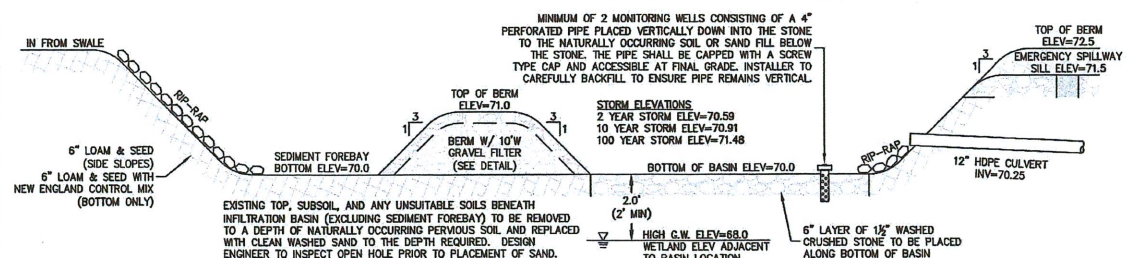 IN FROM SWALE
RIP-RAP
6" LOAM & SEED
(SIDE SLOPES)
6" LOAM & SEED WITH
NEW ENGLAND CONTROL MIX
(BOTTOM ONLY)
SEDIMENT FOREBAY
BOTTOM ELEV=70.0
TOP OF BERM
ELEV=71.0
3
1
3
1
BERM W/ 10'W
GRAVEL FILTER
(SEE DETAIL)
MINIMUM OF 2 MONITORING WELLS CONSISTING OF A 4"
PERFORATED PIPE PLACED VERTICALLY DOWN INTO THE STONE
TO THE NATURALLY OCCURRING SOIL OR SAND FILL BELOW
THE STONE. THE PIPE SHALL BE CAPPED WITH A SCREW
TYPE CAP AND ACCESSIBLE AT FINAL GRADE. INSTALLER TO
CAREFULLY BACKFILL TO ENSURE PIPE REMAINS VERTICAL.
STORM ELEVATIONS
2 YEAR STORM ELEV=70.59
10 YEAR STORM ELEV=70.91
100 YEAR STORM ELEV=71.48
BOTTOM OF BASIN ELEV=70.0
RIP-RAP
TOP OF BERM
ELEV=72.5
3
1
EMERGENCY SPILLWAY
SILL ELEV=71.5
12" HDPE CULVERT
INV=70.25
EXISTING TOP, SUBSOIL, AND ANY UNSUITABLE SOILS BENEATH
INFILTRATION BASIN (EXCLUDING SEDIMENT FOREBAY) TO BE REMOVED
TO A DEPTH OF NATURALLY OCCURRING PERVIOUS SOIL AND REPLACED
WITH CLEAN WASHED SAND TO THE DEPTH REQUIRED. DESIGN
ENGINEER TO INSPECT OPEN HOLE PRIOR TO PLACEMENT OF SAND.
2.0'
(2' MIN)
HIGH G.W. ELEV=68.0
WETLAND ELEV ADJACENT
TO BASIN LOCATION
6" LAYER OF 1½" WASHED
CRUSHED STONE TO BE PLACED
ALONG BOTTOM OF BASIN